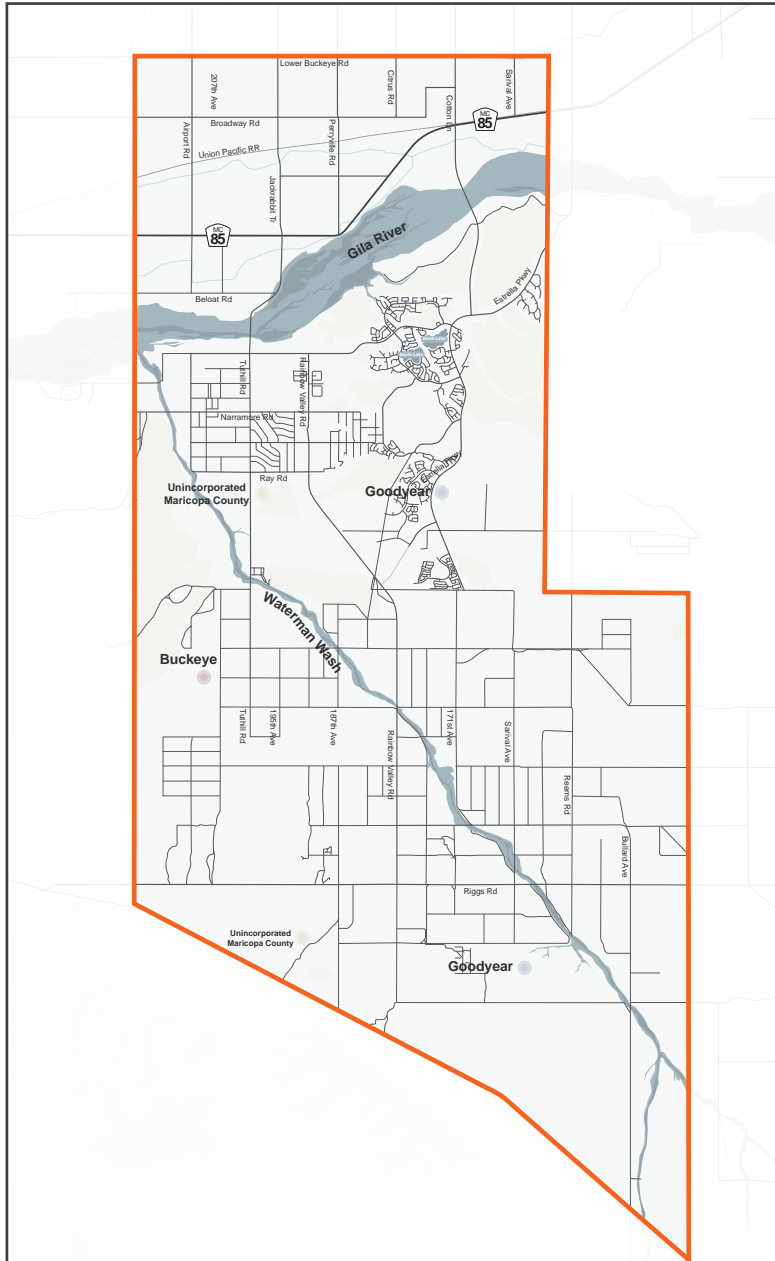 Lower Buckeye Rd
207th Ave
Citrus Rd
Sarival Ave
Cotton Ln
MC
85
Airport Rd
Broadway Rd
Perryville Rd
Union Pacific RR
Jackrabbit Tr
MC
85
Gila River
Estrella Pkwy
Beloat Rd
Tuthill Rd
Rainbow Valley Rd
Narramore Rd
Estrella Pkwy
Ray Rd
Unincorporated
Maricopa County
Goodyear
Waterman Wash
Buckeye
Tuthill Rd
195th Ave
187th Ave
Rainbow Valley Rd
171st Ave
Sarival Ave
Reems Rd
Bullard Ave
Riggs Rd
Unincorporated
Maricopa County
Goodyear